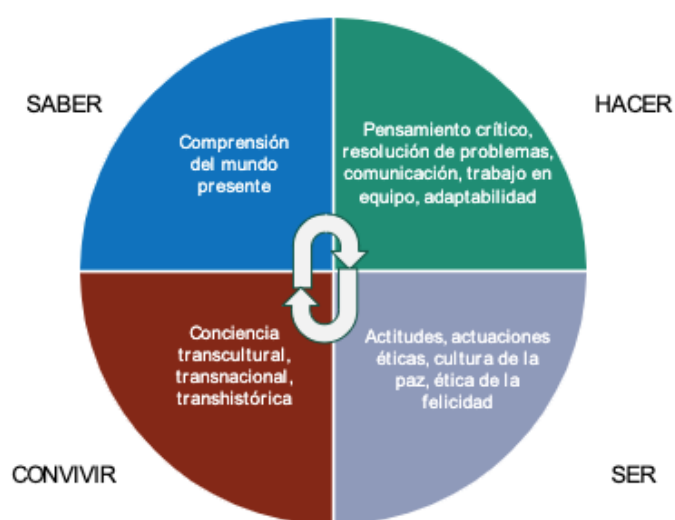 SABER
Comprensión
del mundo
presente
HACER
Pensamiento crítico,
resolución de problemas,
comunicación, trabajo en
equipo, adaptabilidad
CONVIVIR
Conciencia
transcultural,
transnacional,
transhistórica
SER
Actitudes, actuaciones
éticas, cultura de la
paz, ética de la
felicidad